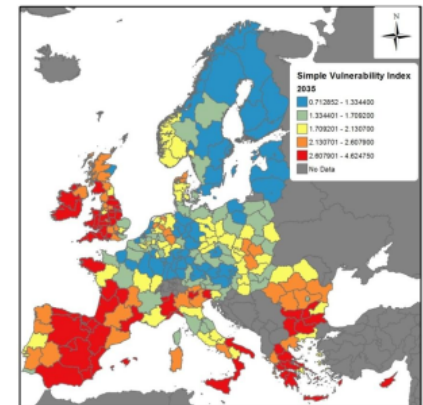 N
Simple Vulnerability Index
2035
0.712852 - 1.334400
1.334401 - 1.709200
1.709201 - 2.130700
2.130701 - 2.607900
2.607901 - 4.624750
No Data